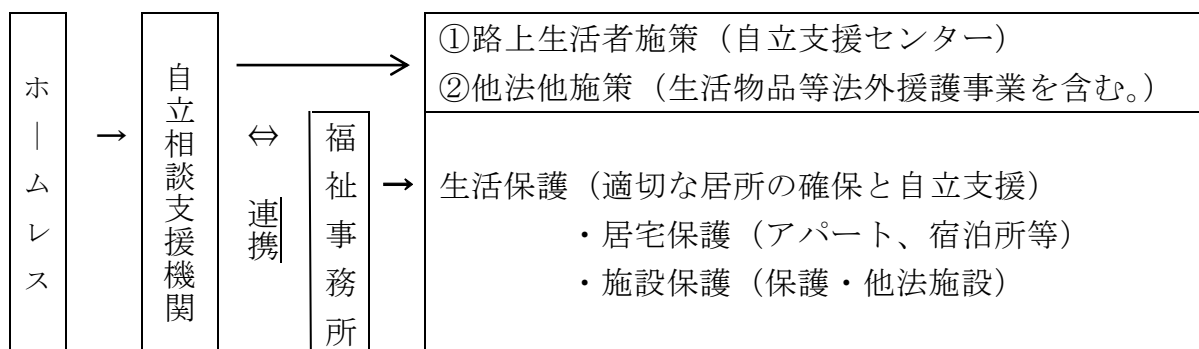 ホームレス
→
自立相談支援機関
⇔
連携
福祉事務所
→
①路上生活者施策（自立支援センター）
②他法他施策（生活物品等法外援護事業を含む。）
生活保護（適切な居所の確保と自立支援）
・居宅保護（アパート、宿泊所等）
・施設保護（保護・他法施設）